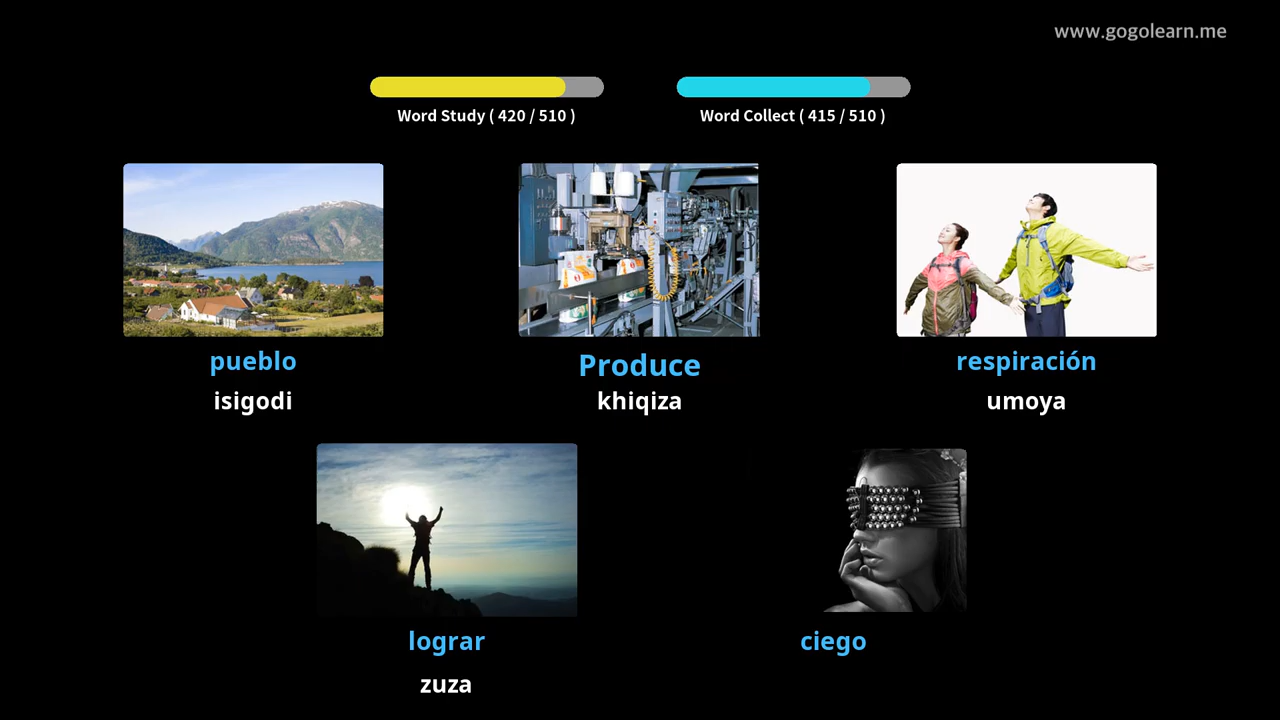 www.gogolearn.me
Word Study ( 420 / 510 )
Word Collect ( 415 / 510 )
pueblo
isigodi
Produce
khiqiza
respiración
umoya
lograr
zuza
ciego